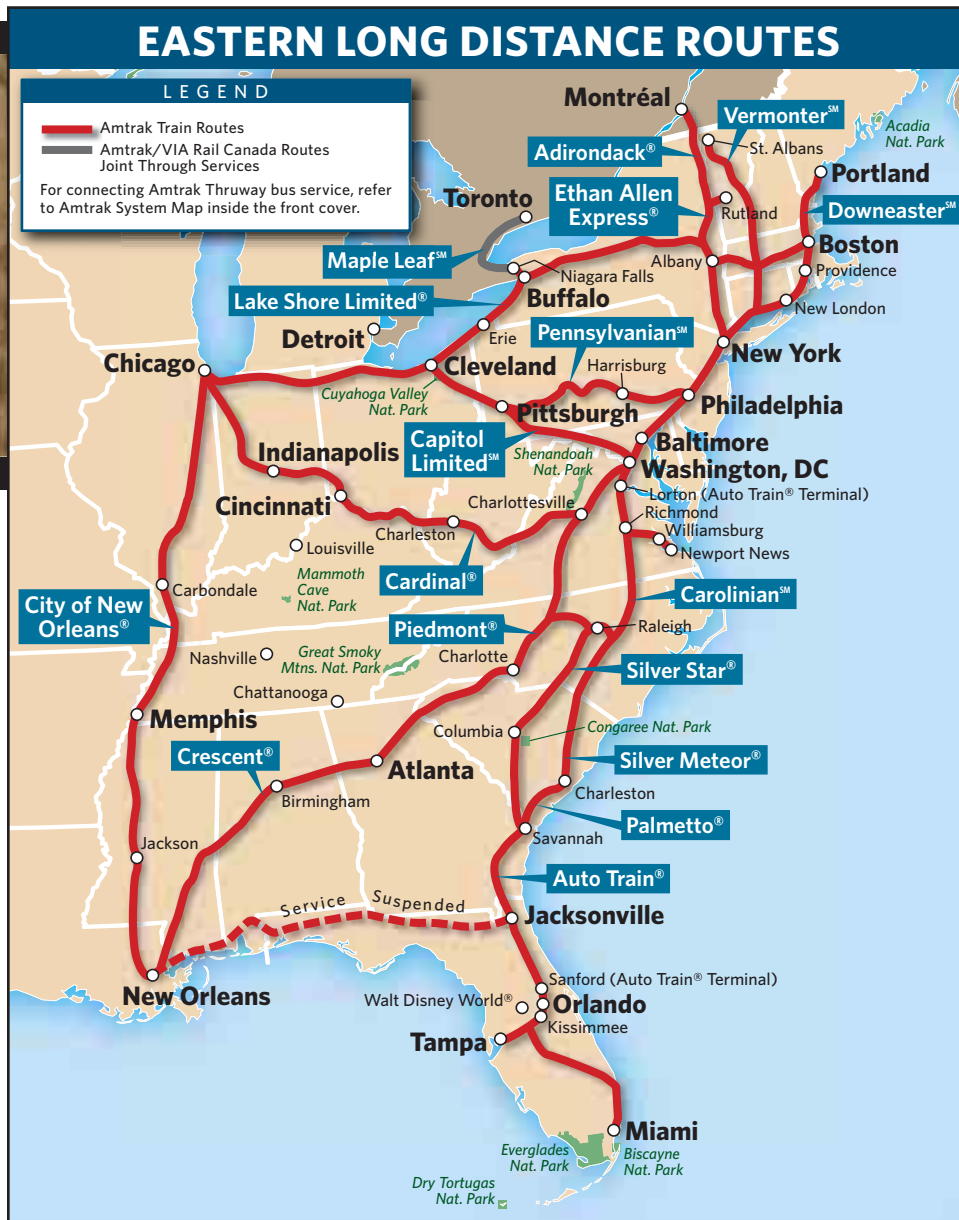 EASTERN LONG DISTANCE ROUTES
LEGEND
Amtrak Train Routes
Amtrak/VIA Rail Canada Routes
Joint Through Services
For connecting Amtrak Thruway bus service, refer
to Amtrak System Map inside the front cover.
Montréal
Vermonter℠
St. Albans
Acadia
Nat. Park
Adirondack®
Portland
Ethan Allen
Express®
Toronto
Rutland
Downeaster℠
Boston
Maple Leaf℠
Albany
Providence
Niagara Falls
Lake Shore Limited®
Buffalo
New London
Detroit
Erie
Pennsylvanian℠
New York
Chicago
Cleveland
Harrisburg
Cuyahoga Valley
Nat. Park
Pittsburgh
Philadelphia
Capitol
Limited℠
Baltimore
Indianapolis
Shenandoah
Nat. Park
Washington, DC
Cincinnati
Charlottesville
Lorton (Auto Train® Terminal)
Richmond
Williamsburg
Charleston
Louisville
Newport News
Mammoth
Cave
Nat. Park
Cardinal®
Carbondale
Carolinian℠
City of New
Orleans®
Piedmont®
Raleigh
Nashville
Great Smoky
Mtns. Nat. Park
Charlotte
Silver Star®
Chattanooga
Memphis
Columbia
Congaree Nat. Park
Crescent®
Atlanta
Silver Meteor®
Birmingham
Charleston
Palmetto®
Jackson
Savannah
Auto Train®
Service Suspended
Jacksonville
New Orleans
Sanford (Auto Train® Terminal)
Walt Disney World®
Orlando
Kissimmee
Tampa
Miami
Everglades
Nat. Park
Biscayne
Nat. Park
Dry Tortugas
Nat. Park